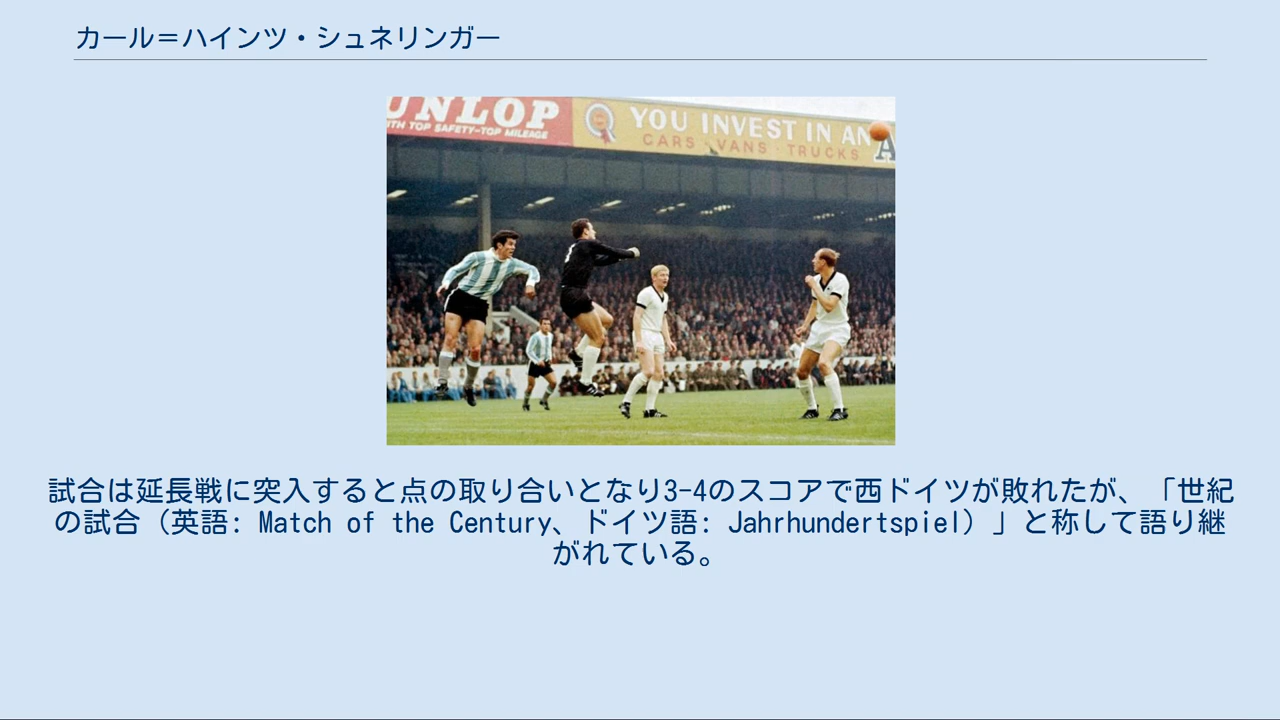 カール＝ハインツ・シュネリンガー
UNLOP
TH TOP SAFETY-TOP MILEAGE
YOU INVEST IN AN
CARS · VANS · TRUCKS
A
試合は延長戦に突入すると点の取り合いとなり3-4のスコアで西ドイツが敗れたが、「世紀
の試合（英語: Match of the Century、ドイツ語: Jahrhundertspiel）」と称して語り継
がれている。